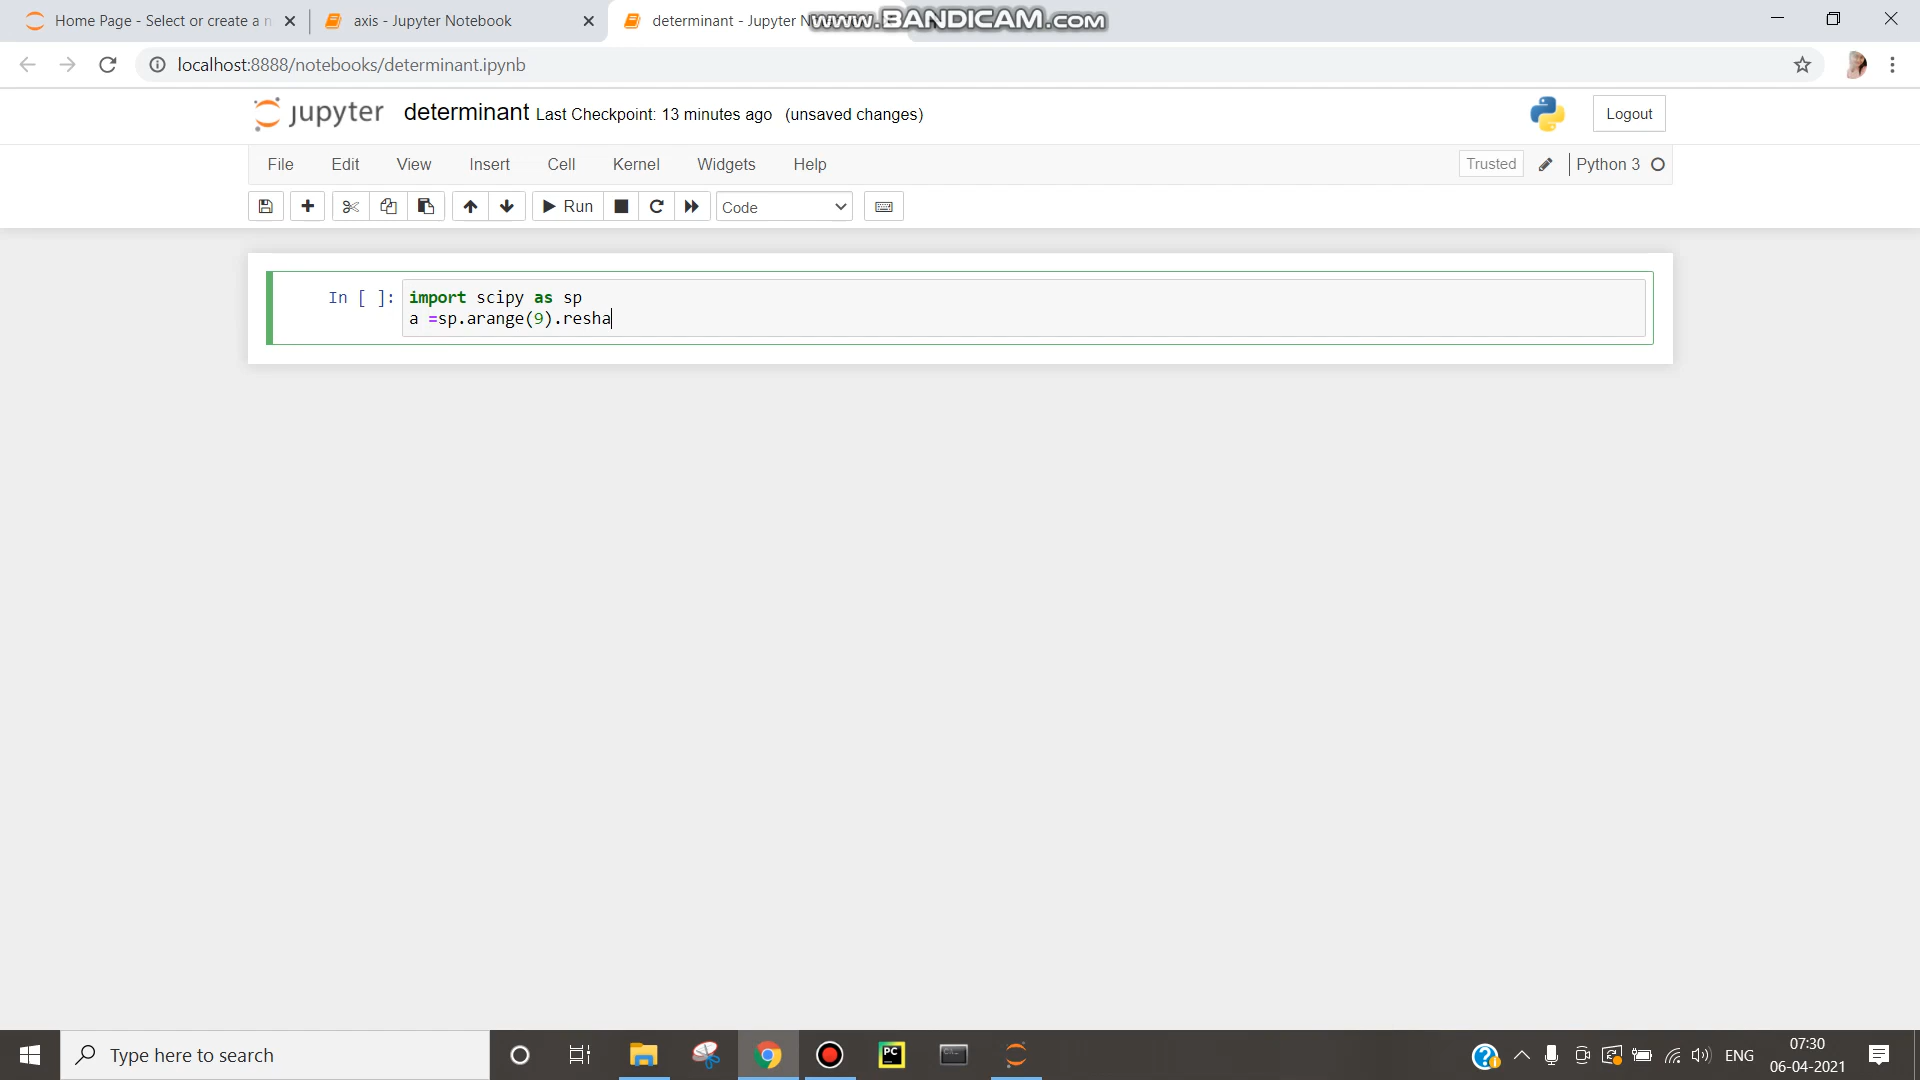 Home Page - Select or create a n
axis - Jupyter Notebook
determinant - Jupyter N
www.BANDICAM.COM
localhost:8888/notebooks/determinant.ipynb
jupyter determinant Last Checkpoint: 13 minutes ago (unsaved changes)
Logout
File Edit View Insert Cell Kernel Widgets Help
Trusted
Python 3
Run
Code
In [ ]: import scipy as sp
a =sp.arange(9).resha
Type here to search
PC
ENG
07:30
06-04-2021